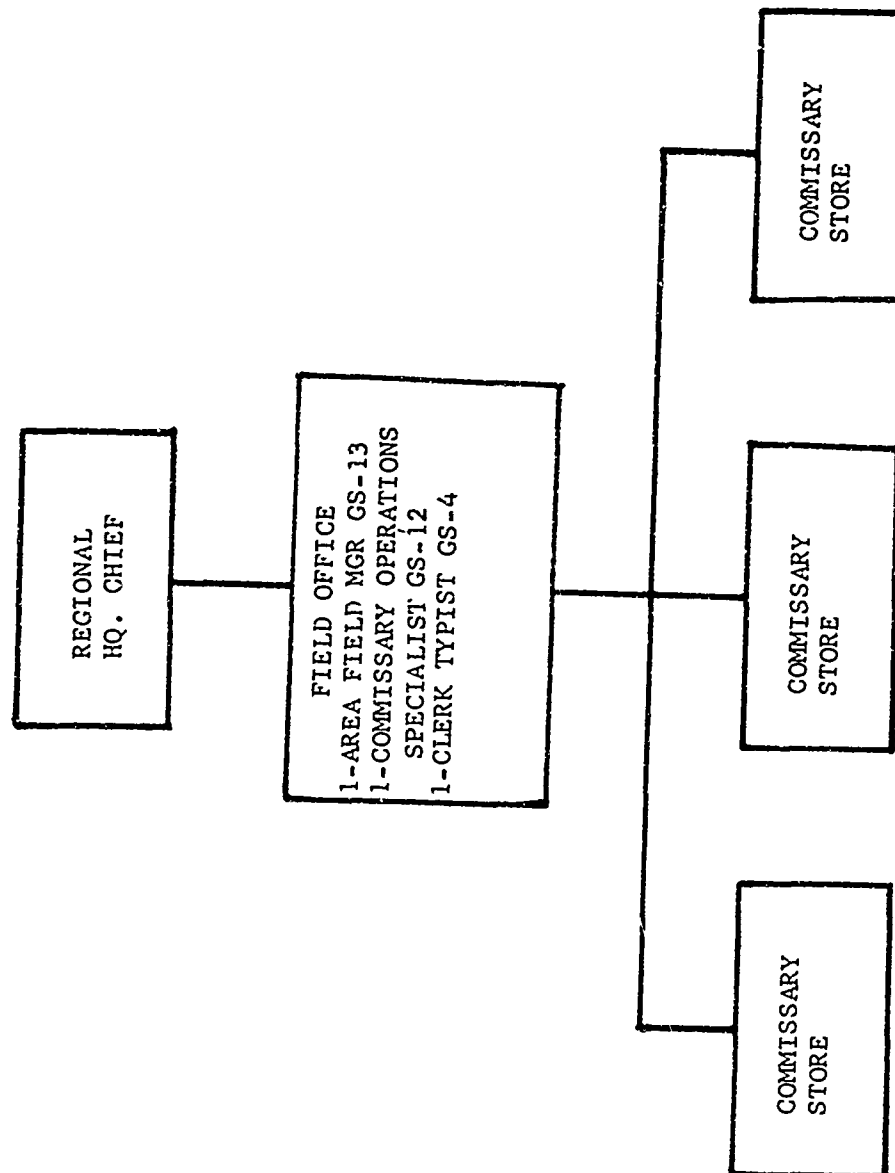 REGIONAL
HQ. CHIEF
FIELD OFFICE
1-AREA FIELD MGR GS-13
1-COMMISSARY OPERATIONS
SPECIALIST GS-12
1-CLERK TYPIST GS-4
COMMISSARY
STORE
COMMISSARY
STORE
COMMISSARY
STORE